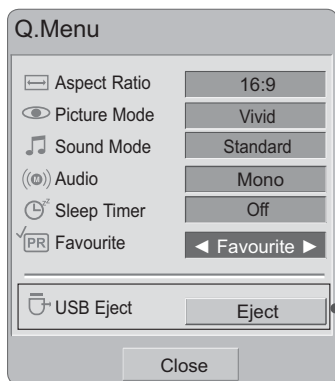 Q.Menu
Aspect Ratio 16:9
Picture Mode Vivid
Sound Mode Standard
Audio Mono
Sleep Timer Off
PR Favourite ◄ Favourite ►
USB Eject Eject
Close